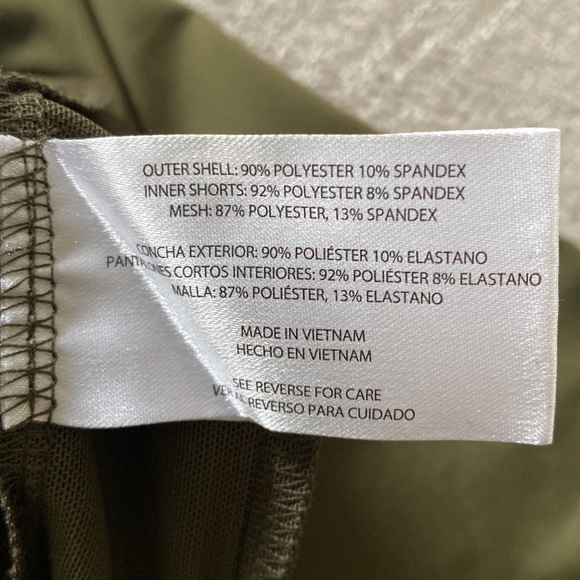 OUTER SHELL: 90% POLYESTER 10% SPANDEX
INNER SHORTS: 92% POLYESTER 8% SPANDEX
MESH: 87% POLYESTER, 13% SPANDEX
CONCHA EXTERIOR: 90% POLIÉSTER 10% ELASTANO
CORTOS INTERIORES: 92% POLIÉSTER 8% ELASTANO
MALLA: 87% POLIÉSTER, 13% ELASTANO
MADE IN VIETNAM
HECHO EN VIETNAM
SEE REVERSE FOR CARE
REVERSO PARA CUIDADO